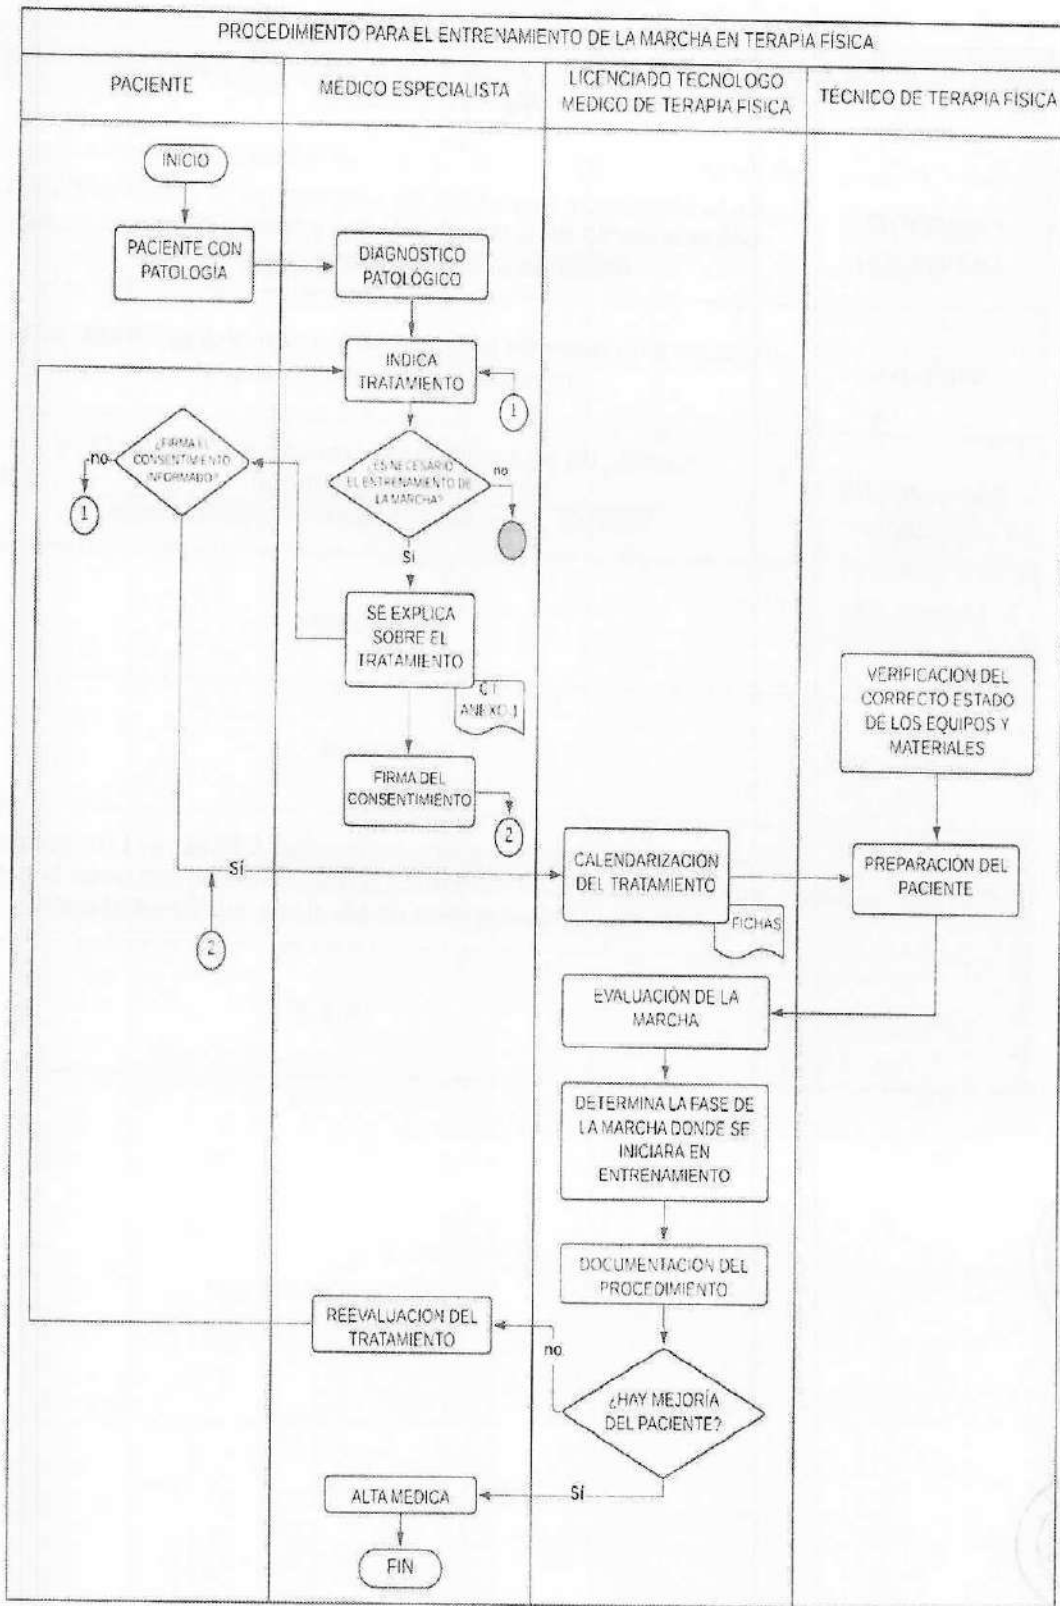 PROCEDIMIENTO PARA EL ENTRENAMIENTO DE LA MARCHA EN TERAPIA FÍSICA
PACIENTE
MEDICO ESPECIALISTA
LICENCIADO TECNOLOGO
MEDICO DE TERAPIA FISICA
TÉCNICO DE TERAPIA FISICA
INICIO
PACIENTE CON
PATOLOGÍA
DIAGNOSTICO
PATOLÓGICO
INDICA
TRATAMIENTO
1
¿FIRMA EL
CONSENTIMIENTO
INFORMADO?
no
1
¿ES NECESARIO
EL ENTRENAMIENTO DE
LA MARCHA?
no
Sí
SE EXPLICA
SOBRE EL
TRATAMIENTO
C I
ANEXO 1
VERIFICACION DEL
CORRECTO ESTADO
DE LOS EQUIPOS Y
MATERIALES
FIRMA DEL
CONSENTIMIENTO
2
Sí
2
CALENDARIZACIÓN
DEL TRATAMIENTO
FICHAS
PREPARACIÓN DEL
PACIENTE
EVALUACIÓN DE LA
MARCHA
DETERMINA LA FASE DE
LA MARCHA DONDE SE
INICIARA EN
ENTRENAMIENTO
DOCUMENTACION DEL
PROCEDIMIENTO
REEVALUACION DEL
TRATAMIENTO
no
¿HAY MEJORÍA
DEL PACIENTE?
Sí
ALTA MEDICA
FIN